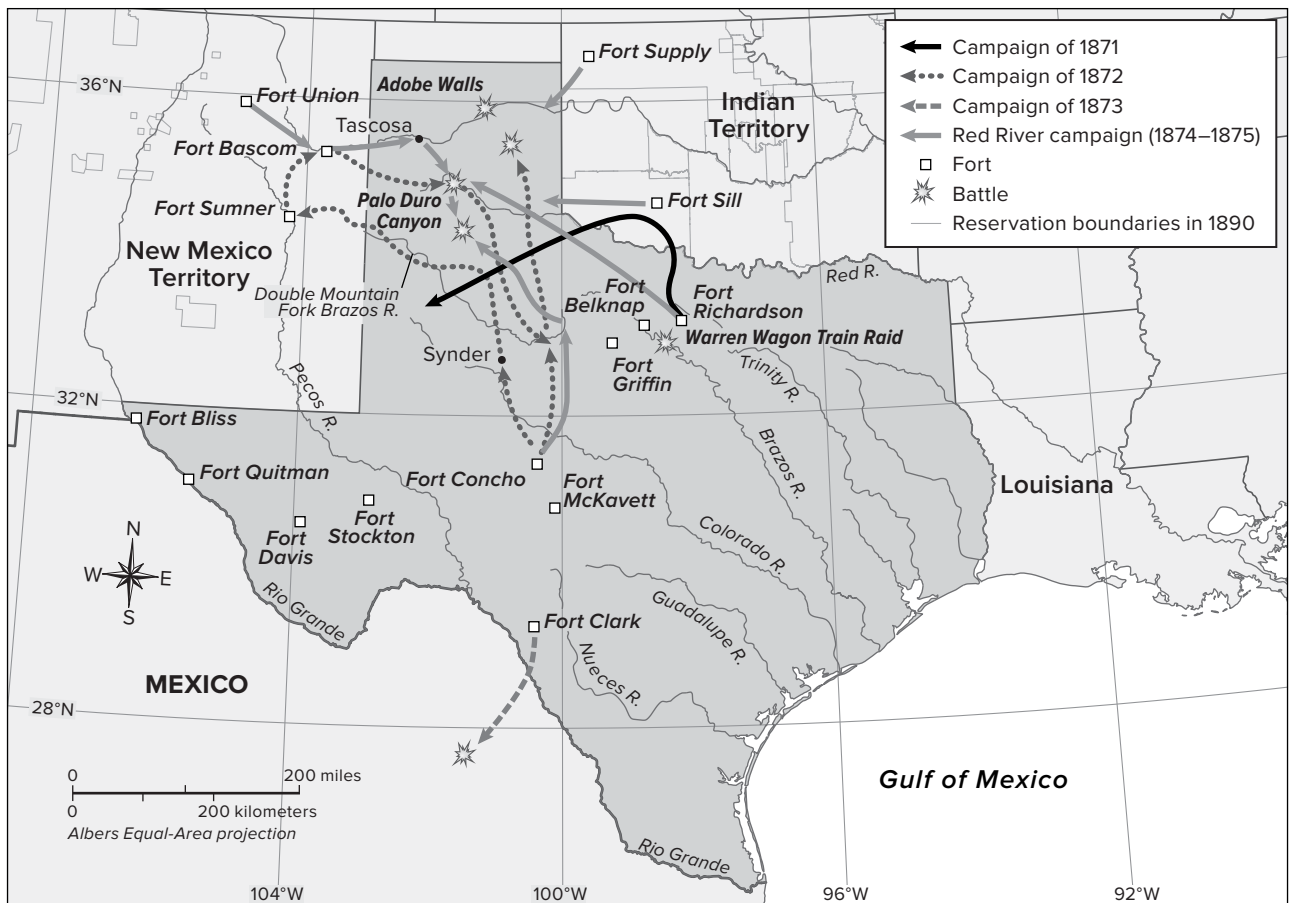 Campaign of 1871
Campaign of 1872
Campaign of 1873
Red River campaign (1874–1875)
Fort
Battle
Reservation boundaries in 1890
36°N
Fort Supply
Adobe Walls
Fort Union
Indian
Territory
Tascosa
Fort Bascom
Palo Duro
Canyon
Fort Sill
Fort Sumner
New Mexico
Territory
Double Mountain
Fork Brazos R.
Red R.
Fort
Belknap
Fort
Richardson
Warren Wagon Train Raid
Synder
Fort
Griffin
Trinity R.
Pecos R.
32°N
Fort Bliss
Brazos R.
Fort Quitman
Fort Concho
Fort
McKavett
Louisiana
Fort
Stockton
Fort
Davis
Colorado R.
N
W
E
S
Rio Grande
Guadalupe R.
Fort Clark
Nueces R.
MEXICO
28°N
Gulf of Mexico
0
200 miles
0
200 kilometers
Albers Equal-Area projection
Rio Grande
104°W
100°W
96°W
92°W